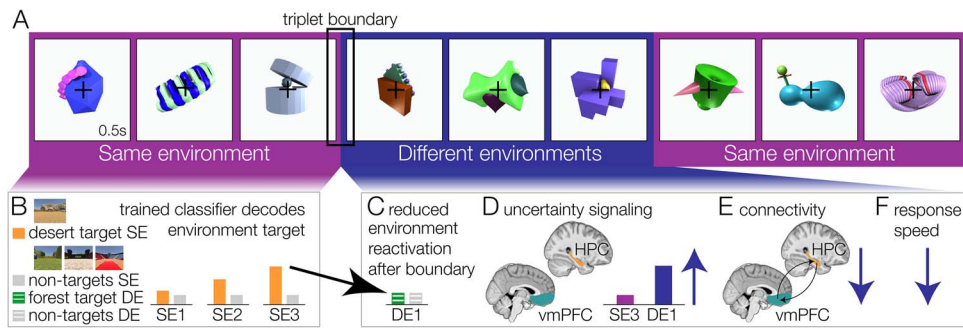 A
triplet boundary
0.5s
Same environment
Different environments
Same environment
B
trained classifier decodes
environment target
desert target SE
non-targets SE
forest target DE
non-targets DE
SE1
SE2
SE3
C reduced
environment
reactivation
after boundary
DE1
D uncertainty signaling
HPC
vmPFC
SE3 DE1
E connectivity
HPC
vmPFC
F response
speed